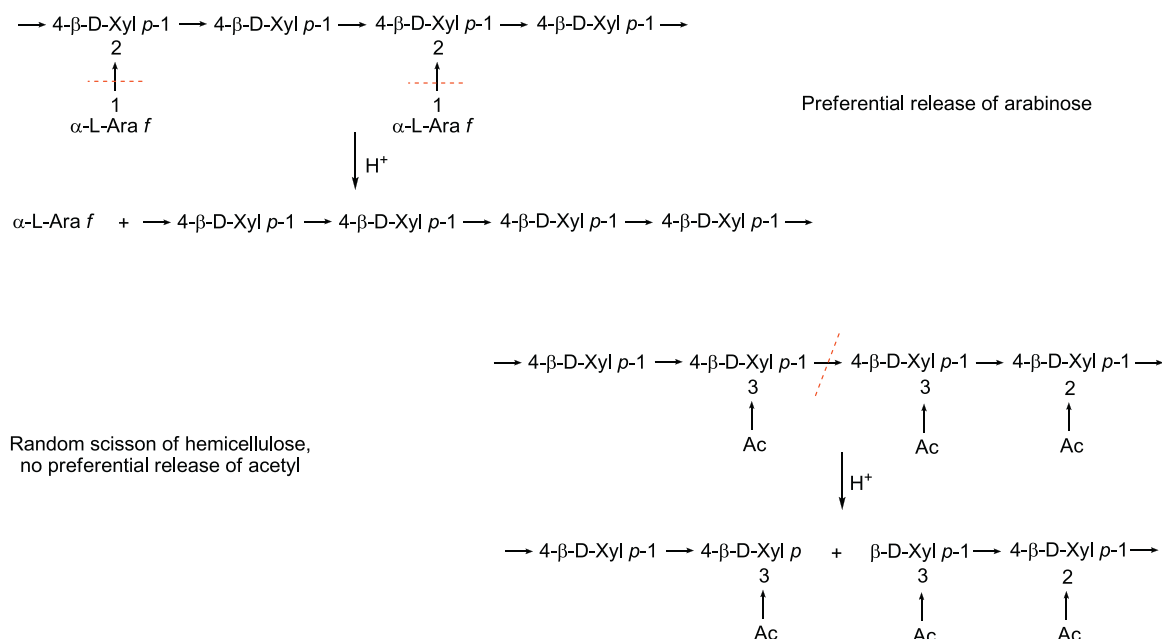 → 4-β-D-Xyl p-1 → 4-β-D-Xyl p-1 → 4-β-D-Xyl p-1 → 4-β-D-Xyl p-1 →
2 2
1 1
α-L-Ara f α-L-Ara f
Preferential release of arabinose
H⁺
α-L-Ara f + → 4-β-D-Xyl p-1 → 4-β-D-Xyl p-1 → 4-β-D-Xyl p-1 → 4-β-D-Xyl p-1 →
→ 4-β-D-Xyl p-1 → 4-β-D-Xyl p-1 → 4-β-D-Xyl p-1 → 4-β-D-Xyl p-1 →
3 3 2
Ac Ac Ac
Random scisson of hemicellulose,
no preferential release of acetyl
H⁺
→ 4-β-D-Xyl p-1 → 4-β-D-Xyl p + β-D-Xyl p-1 → 4-β-D-Xyl p-1 →
3 3 2
Ac Ac Ac